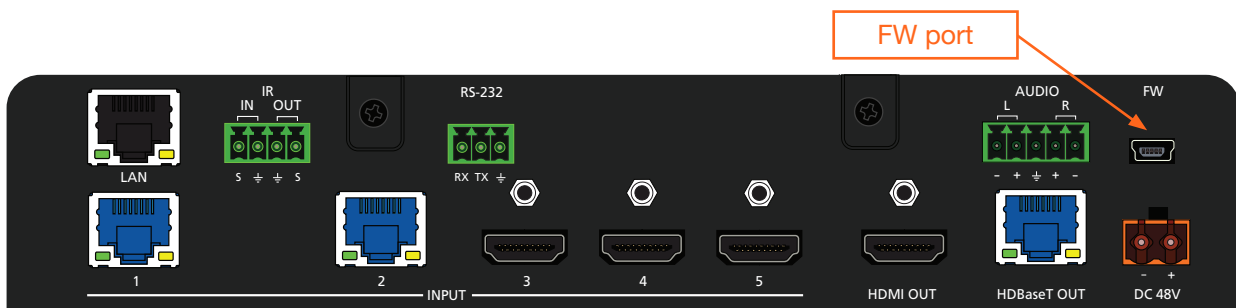 FW port
IR
IN OUT
RS-232
AUDIO
L R
FW
LAN
S ⏚ ⏚ S
RX TX ⏚
- + ⏚ + -
1
2
3
4
5
INPUT
HDMI OUT
HDBaseT OUT
- +
DC 48V